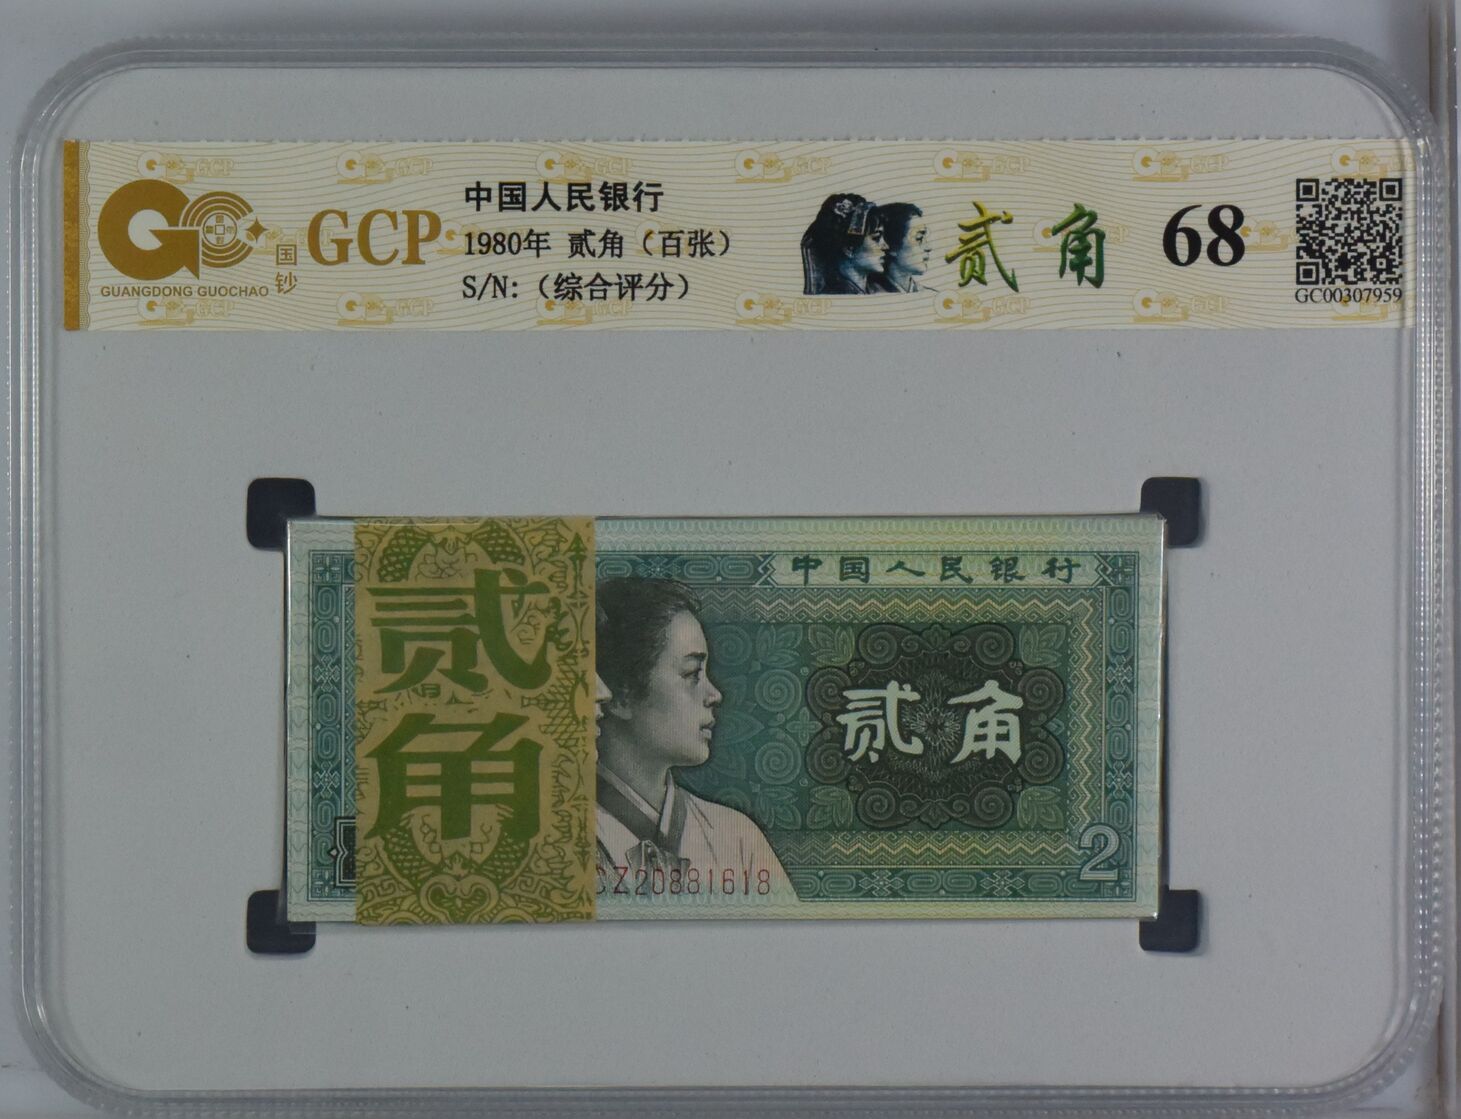 GCP
GUANGDONG GUOCHAO
国钞
中国人民银行
1980年 贰角（百张）
S/N:（综合评分）
贰角
68
GC00307959
贰角
中国人民银行
贰角
CZ20881618
2